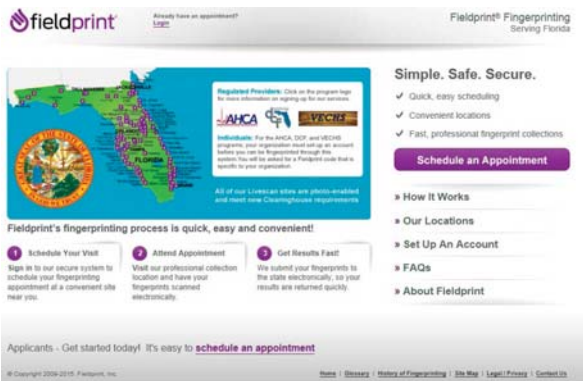 fieldprint
Already have an appointment?
Login
Fieldprint® Fingerprinting
Serving Florida
Regulated Providers: Click on the program logo
for more information on signing up for our services.
AHCA
VECHS
Individuals: For the AHCA, DCF, and VECHS
programs, your organization must set up an account
before you can be fingerprinted through this
system. You will be asked for a Fieldprint code that is
specific to your organization.
FLORIDA
All of our Livescan sites are photo-enabled
and meet new Clearinghouse requirements
Simple. Safe. Secure.
Quick, easy scheduling
Convenient locations
Fast, professional fingerprint collections
Schedule an Appointment
» How It Works
» Our Locations
» Set Up An Account
» FAQs
» About Fieldprint
Fieldprint's fingerprinting process is quick, easy and convenient!
1 Schedule Your Visit
Sign in to our secure system to
schedule your fingerprinting
appointment at a convenient site
near you.
2 Attend Appointment
Visit our professional collection
location and have your
fingerprints scanned
electronically.
3 Get Results Fast!
We submit your fingerprints to
the state electronically, so your
results are returned quickly.
Applicants - Get started today! It's easy to schedule an appointment
© Copyright 2009-2015. Fieldprint, Inc.
Home | Glossary | History of Fingerprinting | Site Map | Legal / Privacy | Contact Us